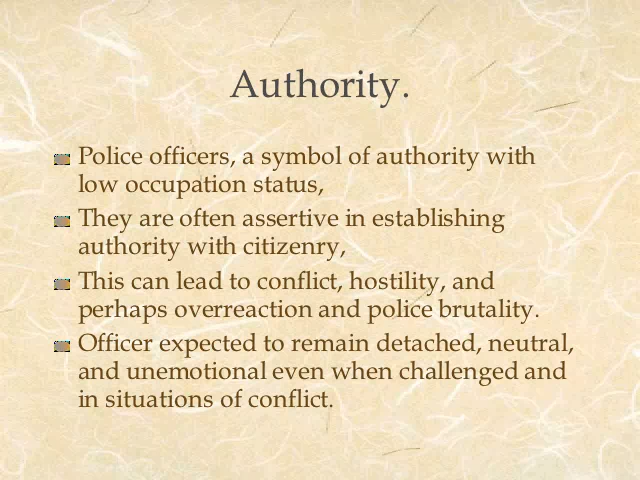 Authority.
Police officers, a symbol of authority with
low occupation status,
They are often assertive in establishing
authority with citizenry,
This can lead to conflict, hostility, and
perhaps overreaction and police brutality.
Officer expected to remain detached, neutral,
and unemotional even when challenged and
in situations of conflict.